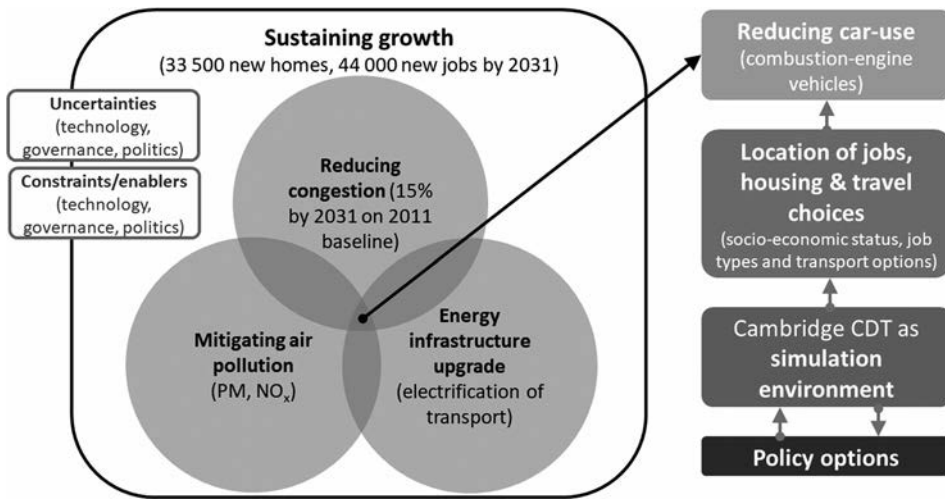 Sustaining growth
(33 500 new homes, 44 000 new jobs by 2031)
Uncertainties
(technology,
governance, politics)
Constraints/enablers
(technology,
governance, politics)
Reducing
congestion (15%
by 2031 on 2011
baseline)
Mitigating air
pollution
(PM, NOₓ)
Energy
infrastructure
upgrade
(electrification of
transport)
Reducing car-use
(combustion-engine
vehicles)
Location of jobs,
housing & travel
choices
(socio-economic status, job
types and transport options)
Cambridge CDT as
simulation
environment
Policy options